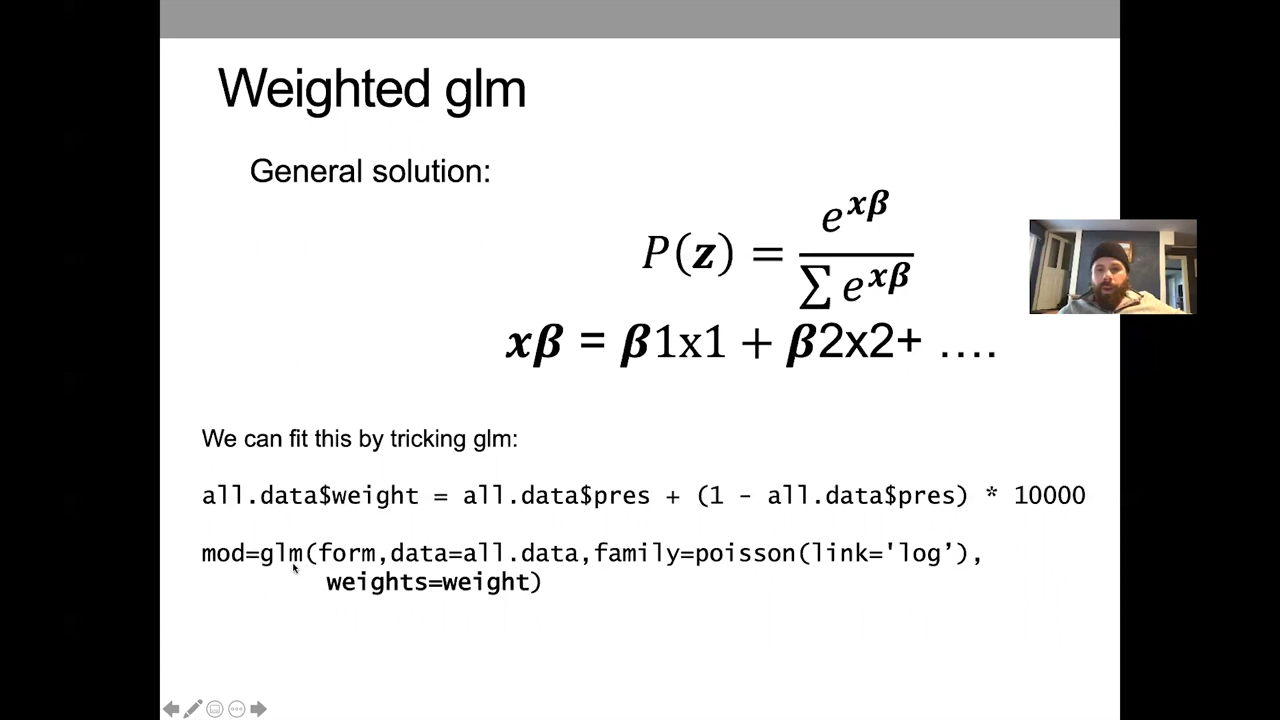 Weighted glm
General solution:
P(z) = e^xβ / ∑ e^xβ
xβ = β1x1 + β2x2+ ….
We can fit this by tricking glm:
all.data$weight = all.data$pres + (1 - all.data$pres) * 10000
mod=glm(form,data=all.data,family=poisson(link='log’),
weights=weight)